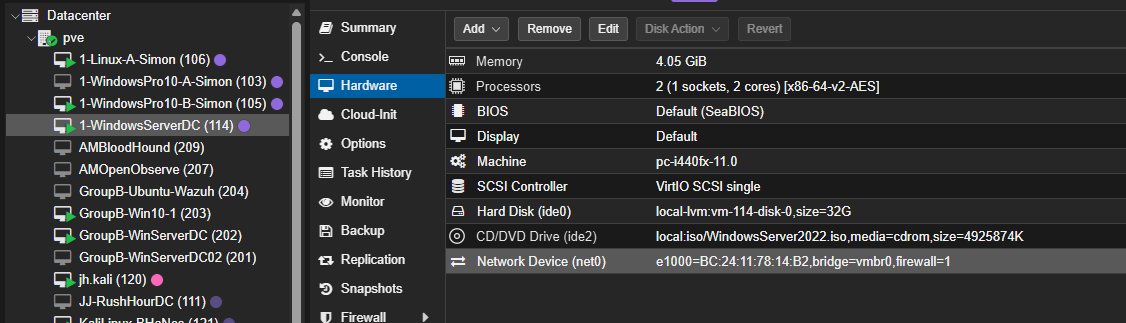 Datacenter
pve
1-Linux-A-Simon (106)
1-WindowsPro10-A-Simon (103)
1-WindowsPro10-B-Simon (105)
1-WindowsServerDC (114)
AMBloodHound (209)
AMOpenObserve (207)
GroupB-Ubuntu-Wazuh (204)
GroupB-Win10-1 (203)
GroupB-WinServerDC (202)
GroupB-WinServerDC02 (201)
jh.kali (120)
JJ-RushHourDC (111)
Summary
Console
Hardware
Cloud-Init
Options
Task History
Monitor
Backup
Replication
Snapshots
Firewall
Add Remove Edit Disk Action Revert
Memory 4.05 GiB
Processors 2 (1 sockets, 2 cores) [x86-64-v2-AES]
BIOS Default (SeaBIOS)
Display Default
Machine pc-i440fx-11.0
SCSI Controller VirtIO SCSI single
Hard Disk (ide0) local-lvm:vm-114-disk-0,size=32G
CD/DVD Drive (ide2) local:iso/WindowsServer2022.iso,media=cdrom,size=4925874K
Network Device (net0) e1000=BC:24:11:78:14:B2,bridge=vmbr0,firewall=1